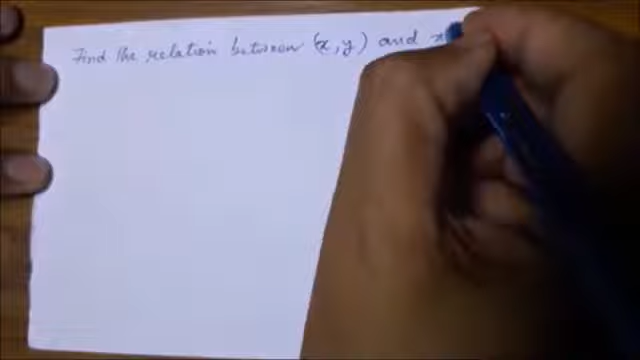 Find the relation between (x, y) and x